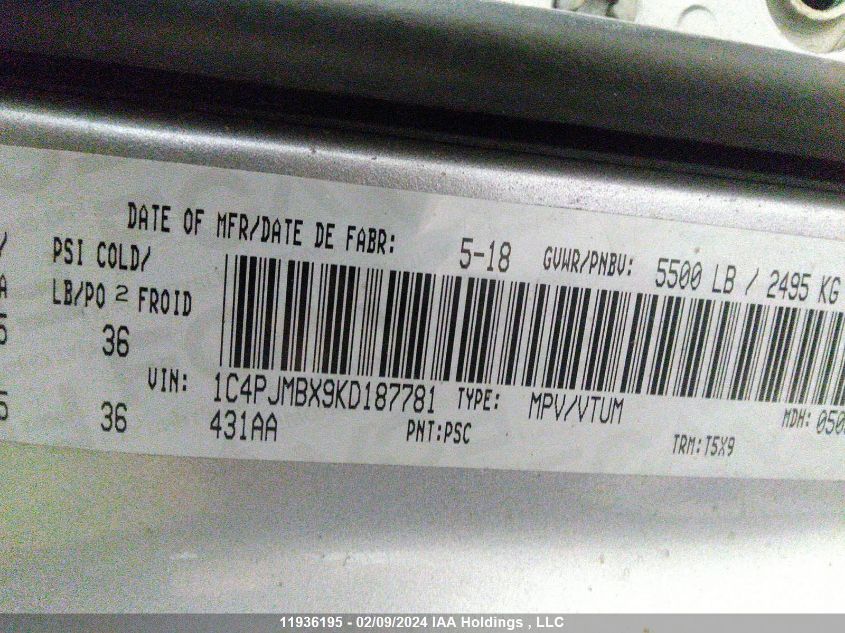 DATE OF MFR/DATE DE FABR: 5-18 GVWR/PNBV: 5500 LB / 2495 KG
PSI COLD/
LB/PO 2 FROID
36
VIN: 1C4PJMBX9KD187781 TYPE: MPV/VTUM
36 431AA PNT:PSC TRM:T5X9 MDH:
11936195 - 02/09/2024 IAA Holdings , LLC